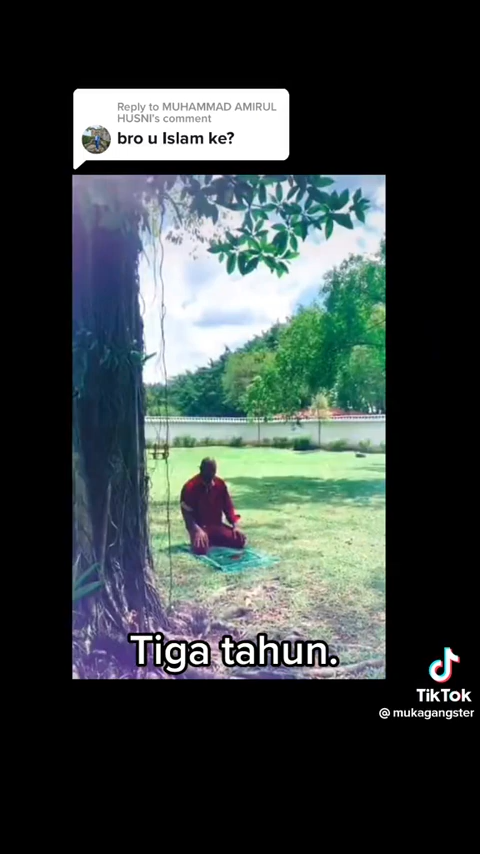 Reply to MUHAMMAD AMIRUL
HUSNI's comment
bro u Islam ke?
Tiga tahun.
TikTok
@ mukagangster